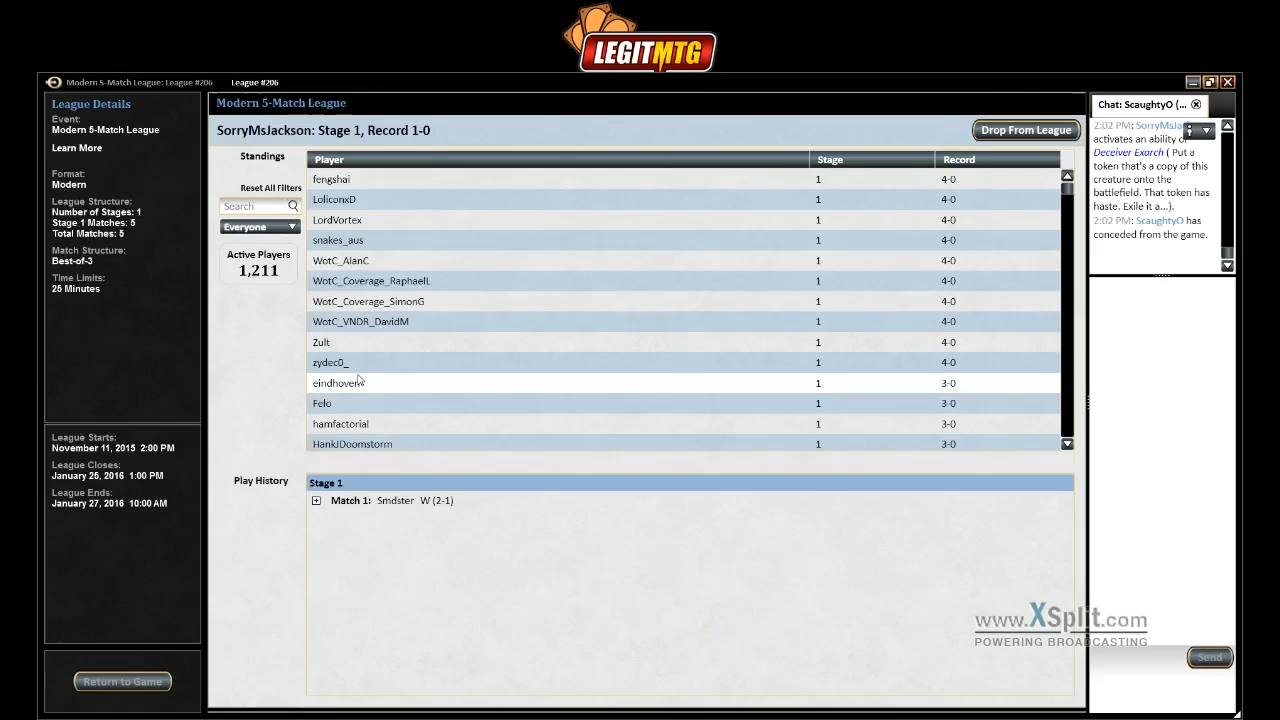 LEGITMTG
Modern 5-Match League: League #206
League #206
League Details
Event:
Modern 5-Match League
Learn More
Format:
Modern
League Structure:
Number of Stages: 1
Stage 1 Matches: 5
Total Matches: 5
Match Structure:
Best-of-3
Time Limits:
25 Minutes
League Starts:
November 11, 2015 2:00 PM
League Closes:
January 25, 2016 1:00 PM
League Ends:
January 27, 2016 10:00 AM
Return to Game
Modern 5-Match League
SorryMsJackson: Stage 1, Record 1-0
Drop From League
Standings
Reset All Filters
Search
Everyone
Active Players
1,211
Player Stage Record
fengshai 1 4-0
LoliconxD 1 4-0
LordVortex 1 4-0
snakes_aus 1 4-0
WotC_AlanC 1 4-0
WotC_Coverage_RaphaelL 1 4-0
WotC_Coverage_SimonG 1 4-0
WotC_VNDR_DavidM 1 4-0
Zult 1 4-0
zydec0_ 1 4-0
eindhoven 1 3-0
Felo 1 3-0
hamfactorial 1 3-0
HankJDoomstorm 1 3-0
Play History
Stage 1
Match 1: Smdster W (2-1)
Chat: ScaughtyO (...
2:02 PM: SorryMsJa
activates an ability of
Deceiver Exarch ( Put a
token that's a copy of this
creature onto the
battlefield. That token has
haste. Exile it a...).
2:02 PM: ScaughtyO has
conceded from the game.
www.XSplit.com
POWERING BROADCASTING
Send